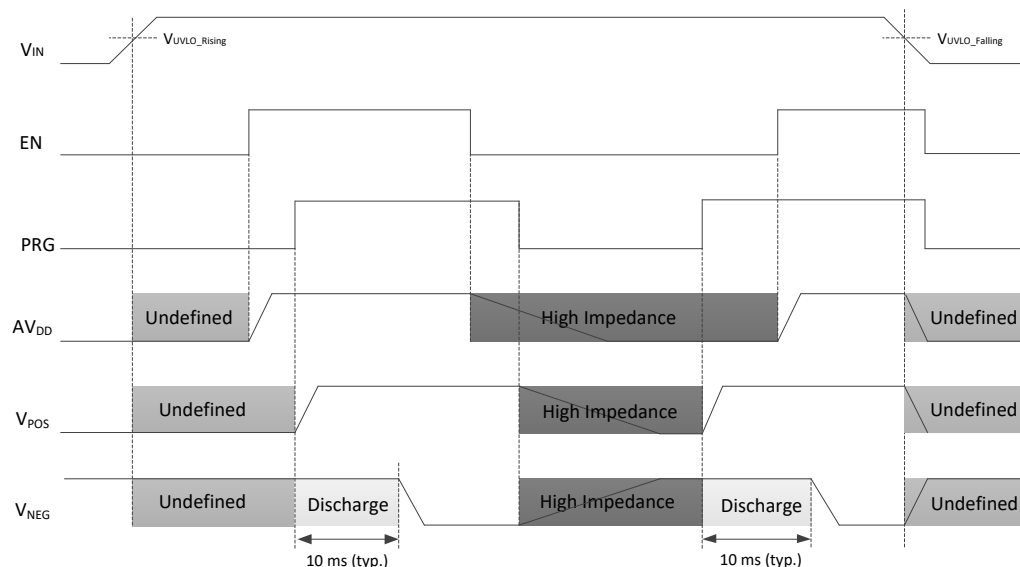 VIN
VUVLO_Rising
VUVLO_Falling
EN
PRG
AVDD
Undefined
High Impedance
Undefined
VPOS
Undefined
High Impedance
Undefined
VNEG
Undefined
Discharge
High Impedance
Discharge
Undefined
10 ms (typ.)
10 ms (typ.)